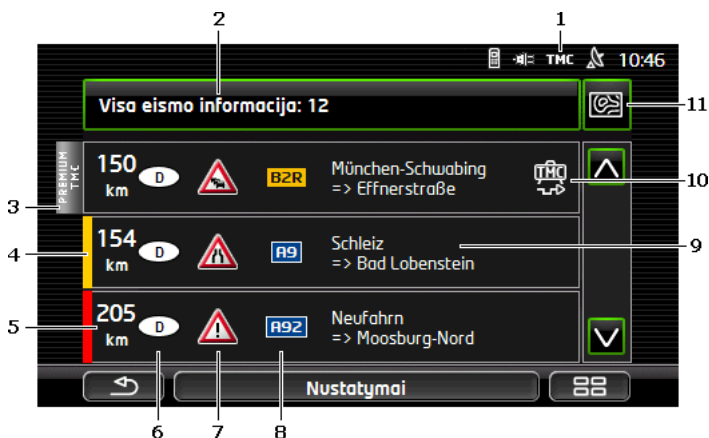 1
2
TMC 10:46
Visa eismo informacija: 12
11
PREMIUM
TMC
150
km
D
B2R
München-Schwabing
=> Effnerstraße
TMC
10
3
154
km
D
A9
Schleiz
=> Bad Lobenstein
9
4
205
km
D
A92
Neufahrn
=> Moosburg-Nord
5
Nustatymai
6
7
8